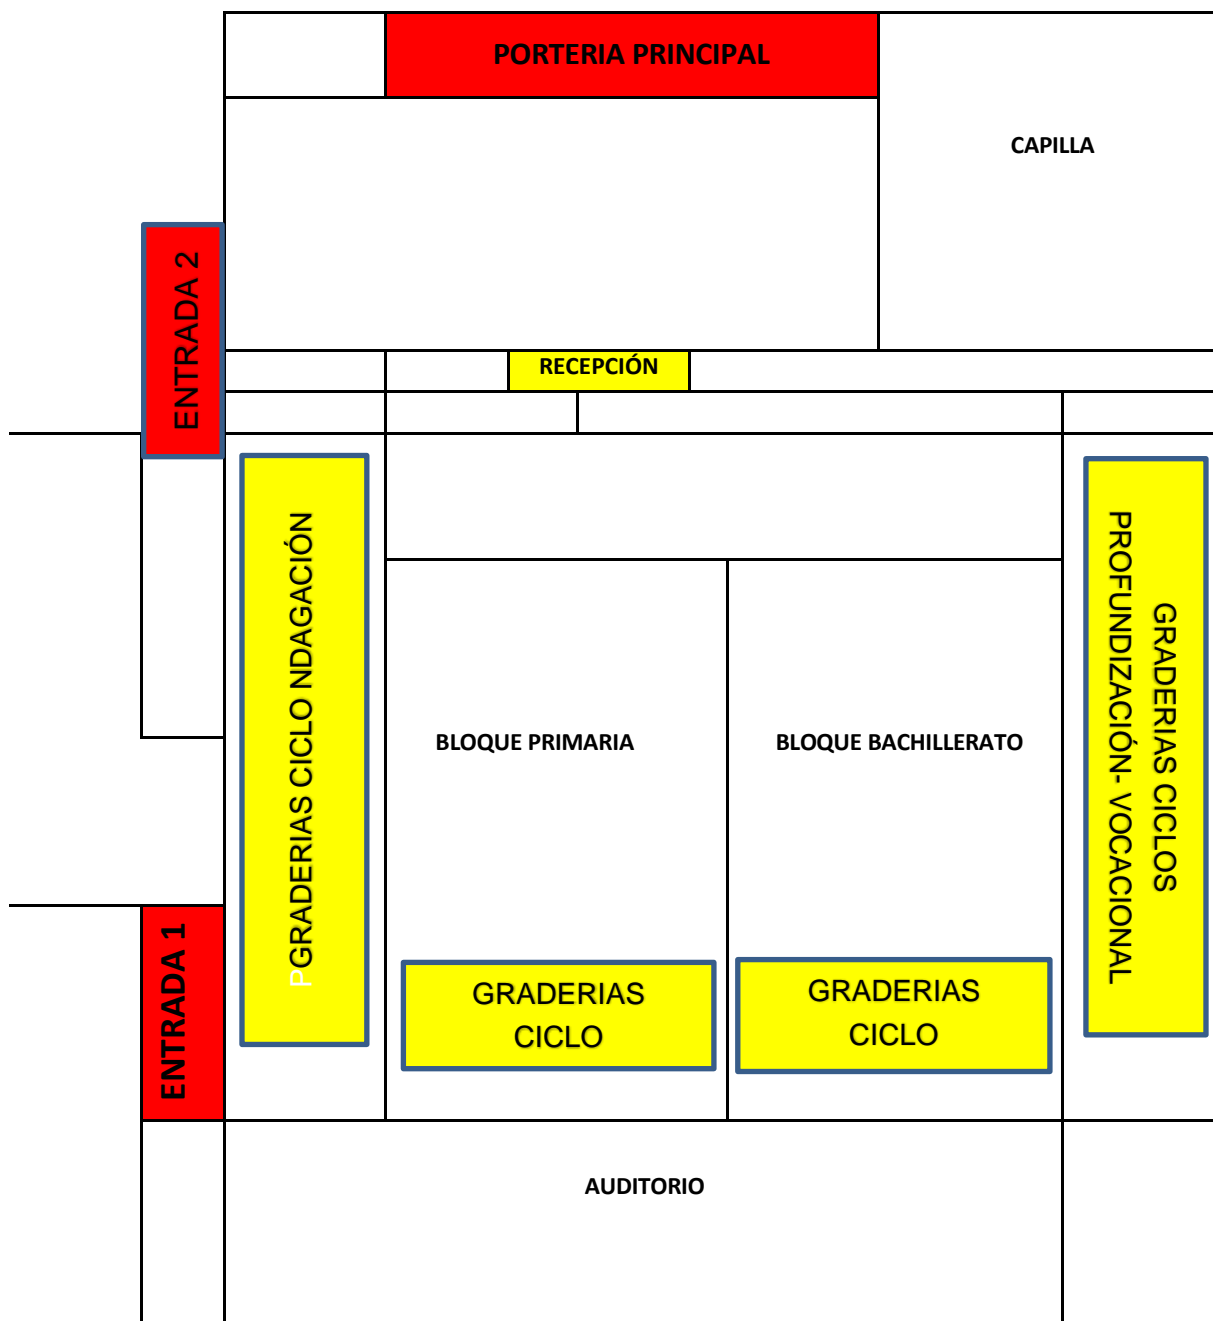 PORTERIA PRINCIPAL
CAPILLA
ENTRADA 2
RECEPCIÓN
PGRADERIAS CICLO NDAGACIÓN
GRADERIAS CICLOS
PROFUNDIZACIÓN- VOCACIONAL
BLOQUE PRIMARIA
BLOQUE BACHILLERATO
ENTRADA 1
GRADERIAS
CICLO
GRADERIAS
CICLO
AUDITORIO